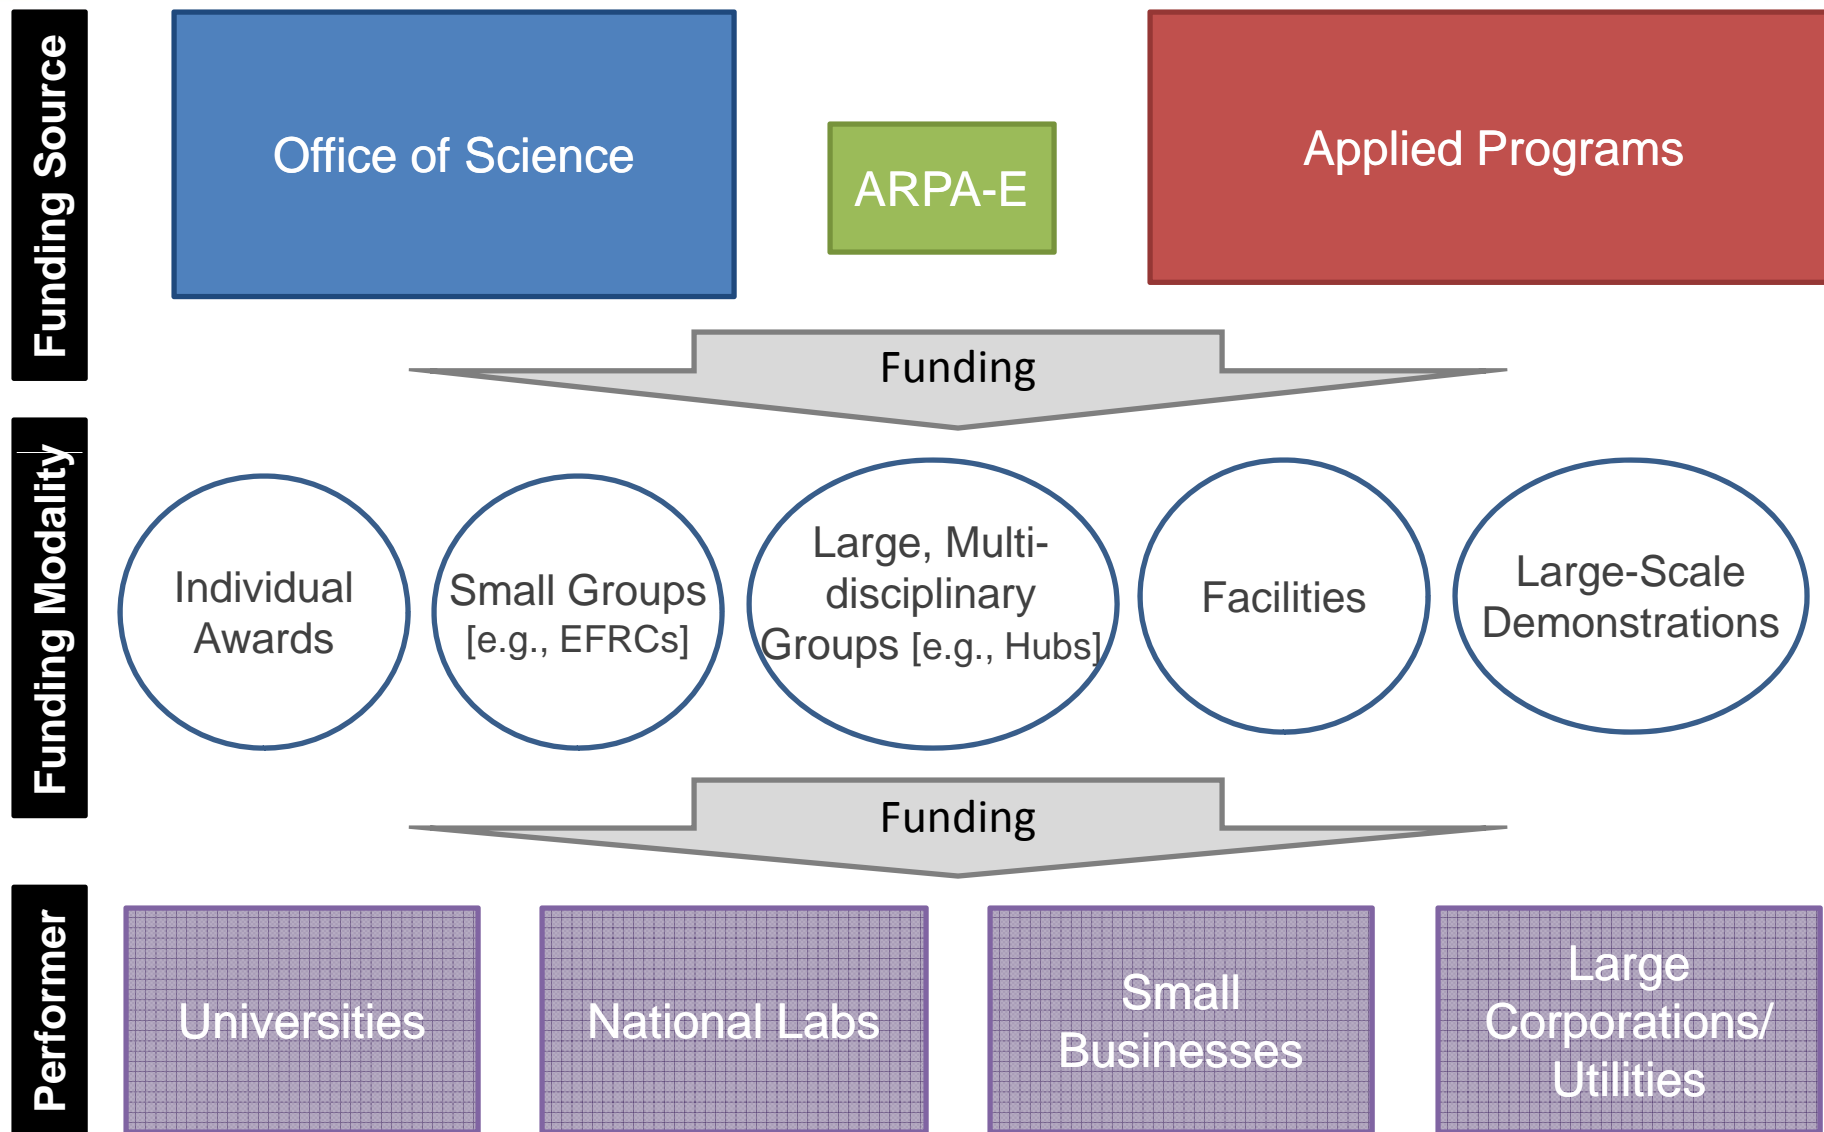 Funding Source
Office of Science
ARPA-E
Applied Programs
Funding
Funding Modality
Individual
Awards
Small Groups
[e.g., EFRCs]
Large, Multi-
disciplinary
Groups [e.g., Hubs]
Facilities
Large-Scale
Demonstrations
Funding
Performer
Universities
National Labs
Small
Businesses
Large
Corporations/
Utilities